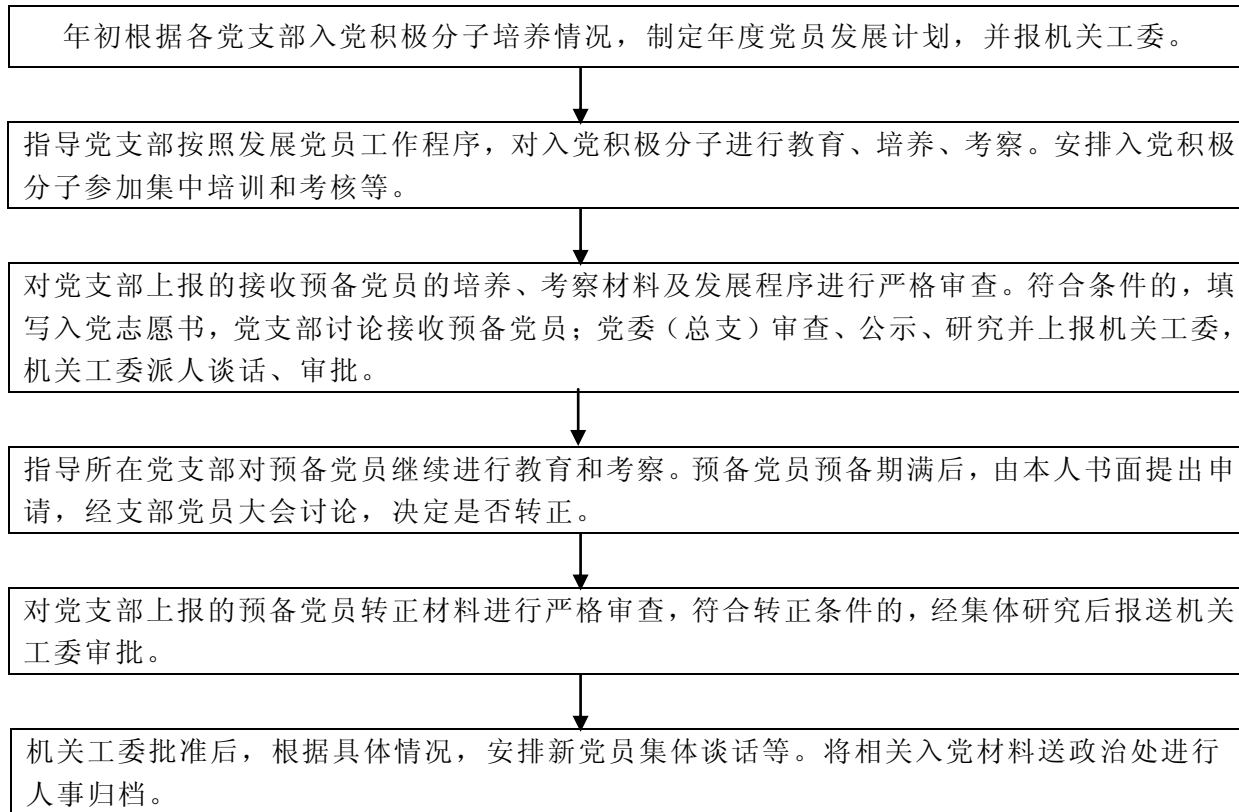 年初根据各党支部入党积极分子培养情况，制定年度党员发展计划，并报机关工委。
指导党支部按照发展党员工作程序，对入党积极分子进行教育、培养、考察。安排入党积极
分子参加集中培训和考核等。
对党支部上报的接收预备党员的培养、考察材料及发展程序进行严格审查。符合条件的，填
写入党志愿书，党支部讨论接收预备党员；党委（总支）审查、公示、研究并上报机关工委，
机关工委派人谈话、审批。
指导所在党支部对预备党员继续进行教育和考察。预备党员预备期满后，由本人书面提出申
请，经支部党员大会讨论，决定是否转正。
对党支部上报的预备党员转正材料进行严格审查，符合转正条件的，经集体研究后报送机关
工委审批。
机关工委批准后，根据具体情况，安排新党员集体谈话等。将相关入党材料送政治处进行
人事归档。